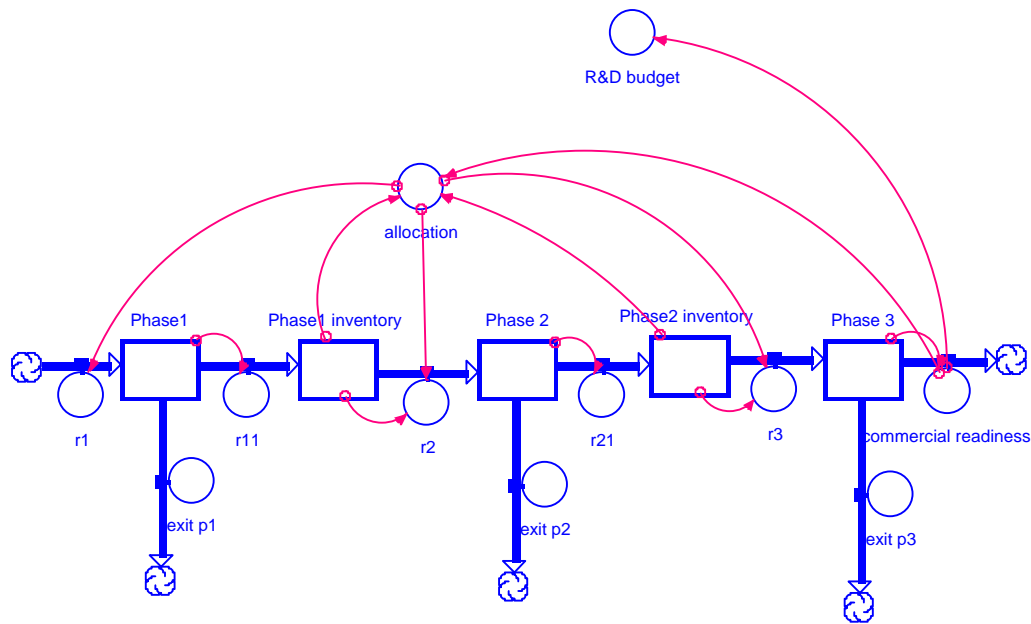 R&D budget
allocation
Phase1
Phase1 inventory
Phase 2
Phase2 inventory
Phase 3
r1
r11
r2
r21
r3
commercial readiness
exit p1
exit p2
exit p3